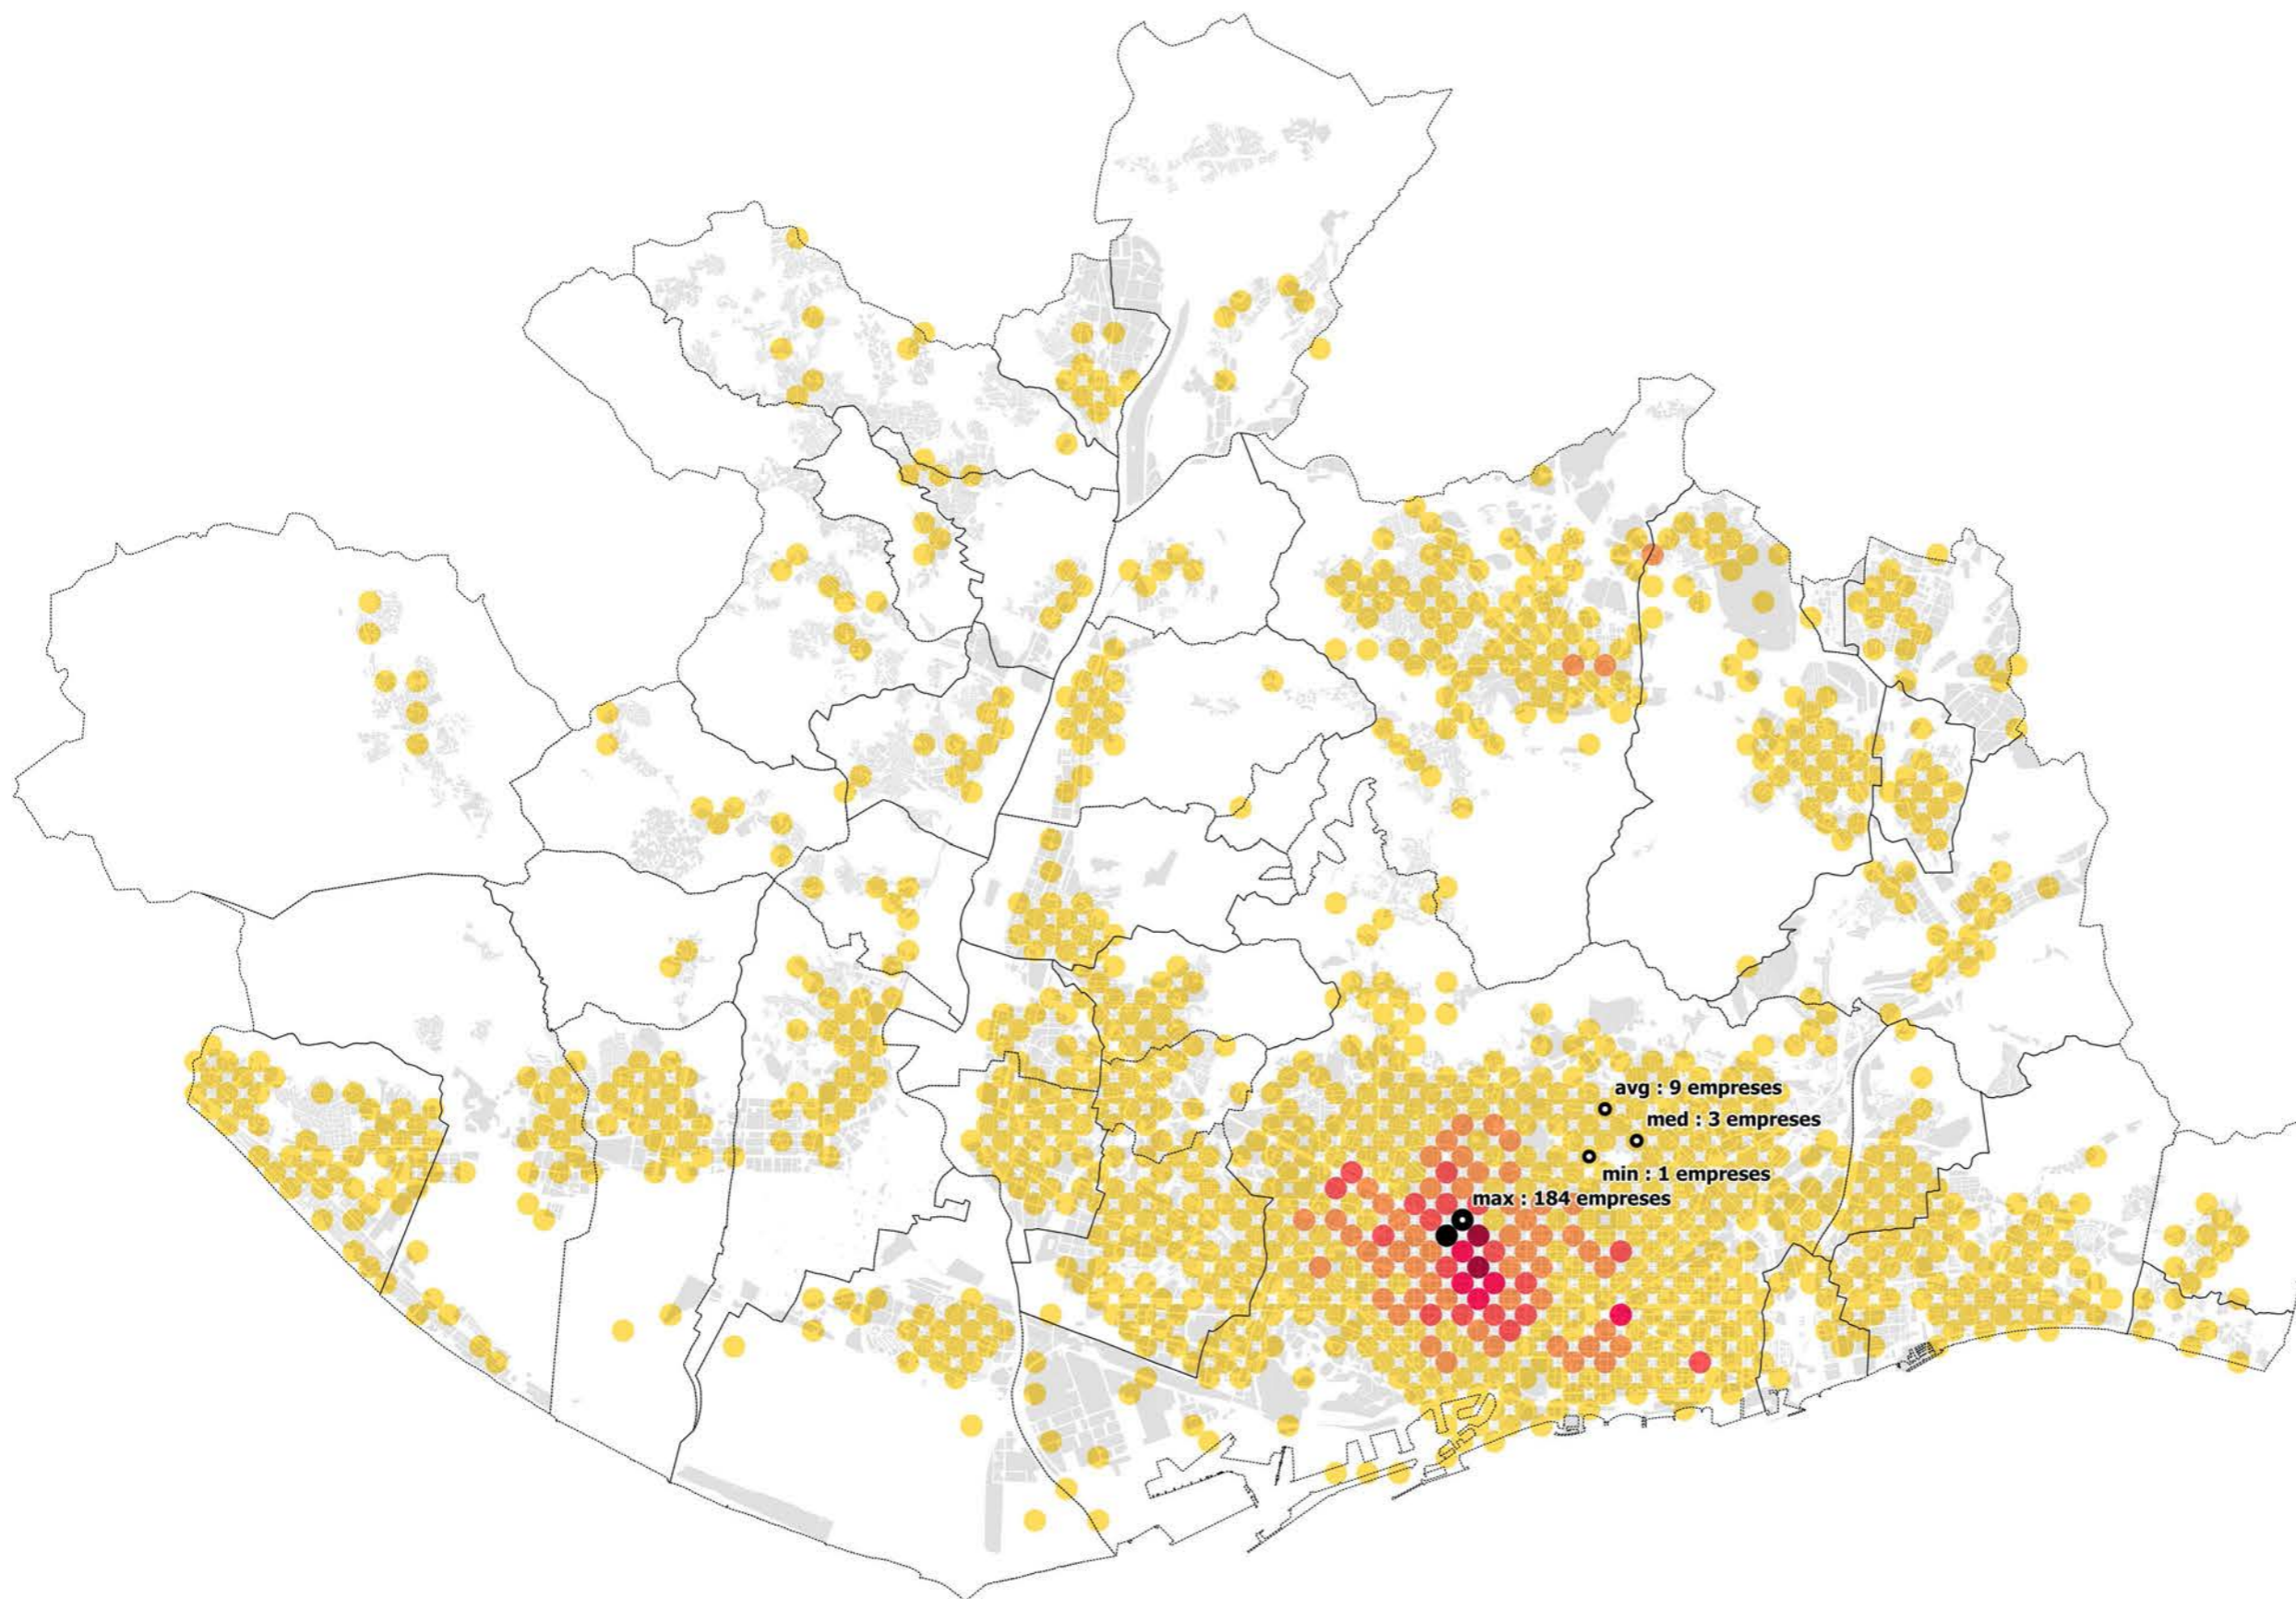 avg : 9 empreses
med : 3 empreses
min : 1 empreses
max : 184 empreses